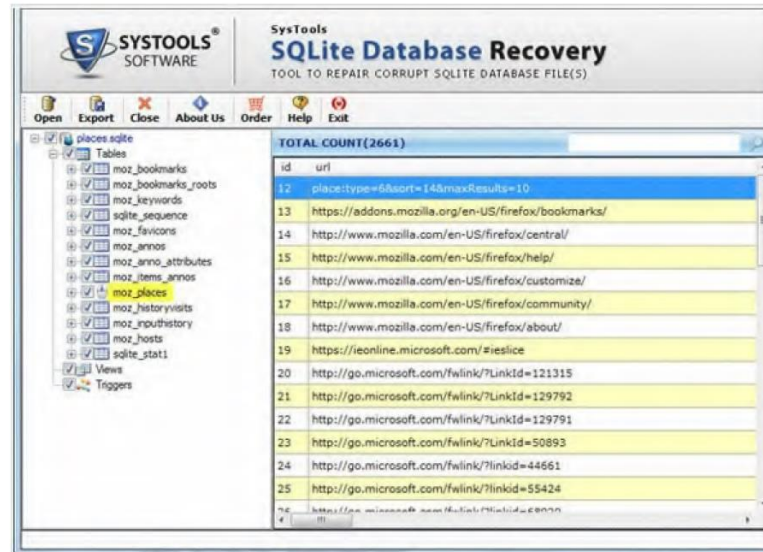 SYSTOOLS®
SOFTWARE
SysTools
SQLite Database Recovery
TOOL TO REPAIR CORRUPT SQLITE DATABASE FILE(S)
Open Export Close About Us Order Help Exit
places.sqlite
Tables
moz_bookmarks
moz_bookmarks_roots
moz_keywords
sqlite_sequence
moz_favicons
moz_annos
moz_anno_attributes
moz_items_annos
moz_places
moz_historyvisits
moz_inputhistory
moz_hosts
sqlite_stat1
Views
Triggers
TOTAL COUNT(2661)
id url
12 place:type=6&sort=14&maxResults=10
13 https://addons.mozilla.org/en-US/firefox/bookmarks/
14 http://www.mozilla.com/en-US/firefox/central/
15 http://www.mozilla.com/en-US/firefox/help/
16 http://www.mozilla.com/en-US/firefox/customize/
17 http://www.mozilla.com/en-US/firefox/community/
18 http://www.mozilla.com/en-US/firefox/about/
19 https://ieonline.microsoft.com/#ieslice
20 http://go.microsoft.com/fwlink/?LinkId=121315
21 http://go.microsoft.com/fwlink/?LinkId=129792
22 http://go.microsoft.com/fwlink/?LinkId=129791
23 http://go.microsoft.com/fwlink/?LinkId=50893
24 http://go.microsoft.com/fwlink/?linkid=44661
25 http://go.microsoft.com/fwlink/?linkid=55424